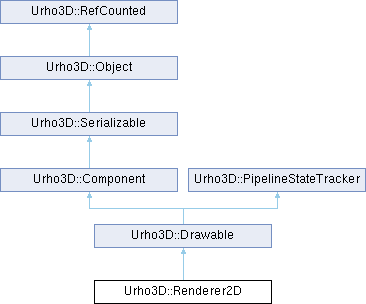 Urho3D::RefCounted
Urho3D::Object
Urho3D::Serializable
Urho3D::Component
Urho3D::PipelineStateTracker
Urho3D::Drawable
Urho3D::Renderer2D